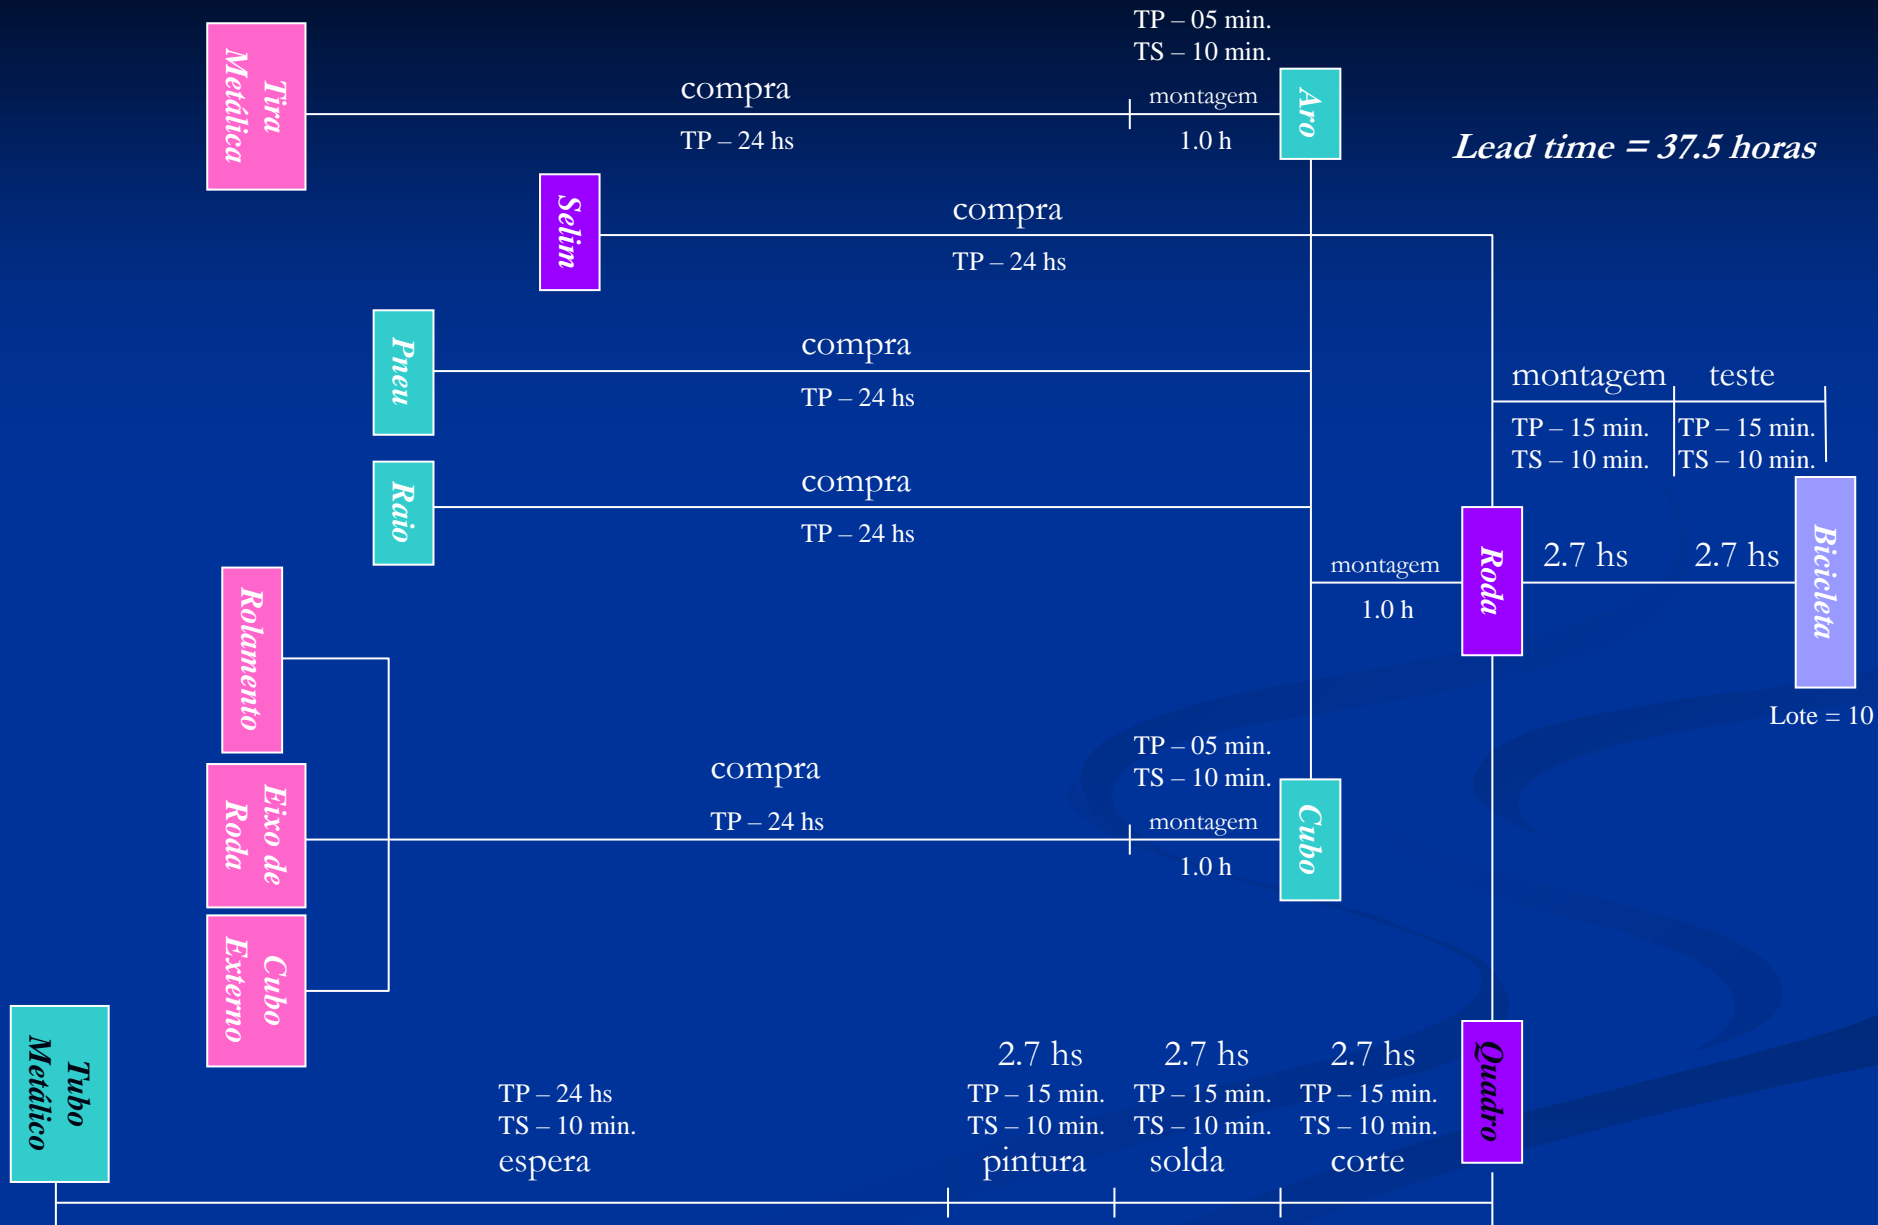 TP – 05 min.
TS – 10 min.
Tira
Metálica
compra
TP – 24 hs
montagem
1.0 h
Aro
Lead time = 37.5 horas
Selim
compra
TP – 24 hs
Pneu
compra
TP – 24 hs
montagem
teste
TP – 15 min.
TS – 10 min.
TP – 15 min.
TS – 10 min.
Raio
compra
TP – 24 hs
montagem
1.0 h
Roda
2.7 hs
2.7 hs
Bicicleta
Lote = 10
Rolamento
Eixo de
Roda
Cubo
Externo
compra
TP – 24 hs
TP – 05 min.
TS – 10 min.
montagem
1.0 h
Cubo
Tubo
Metálico
TP – 24 hs
TS – 10 min.
espera
2.7 hs
TP – 15 min.
TS – 10 min.
pintura
2.7 hs
TP – 15 min.
TS – 10 min.
solda
2.7 hs
TP – 15 min.
TS – 10 min.
corte
Quadro